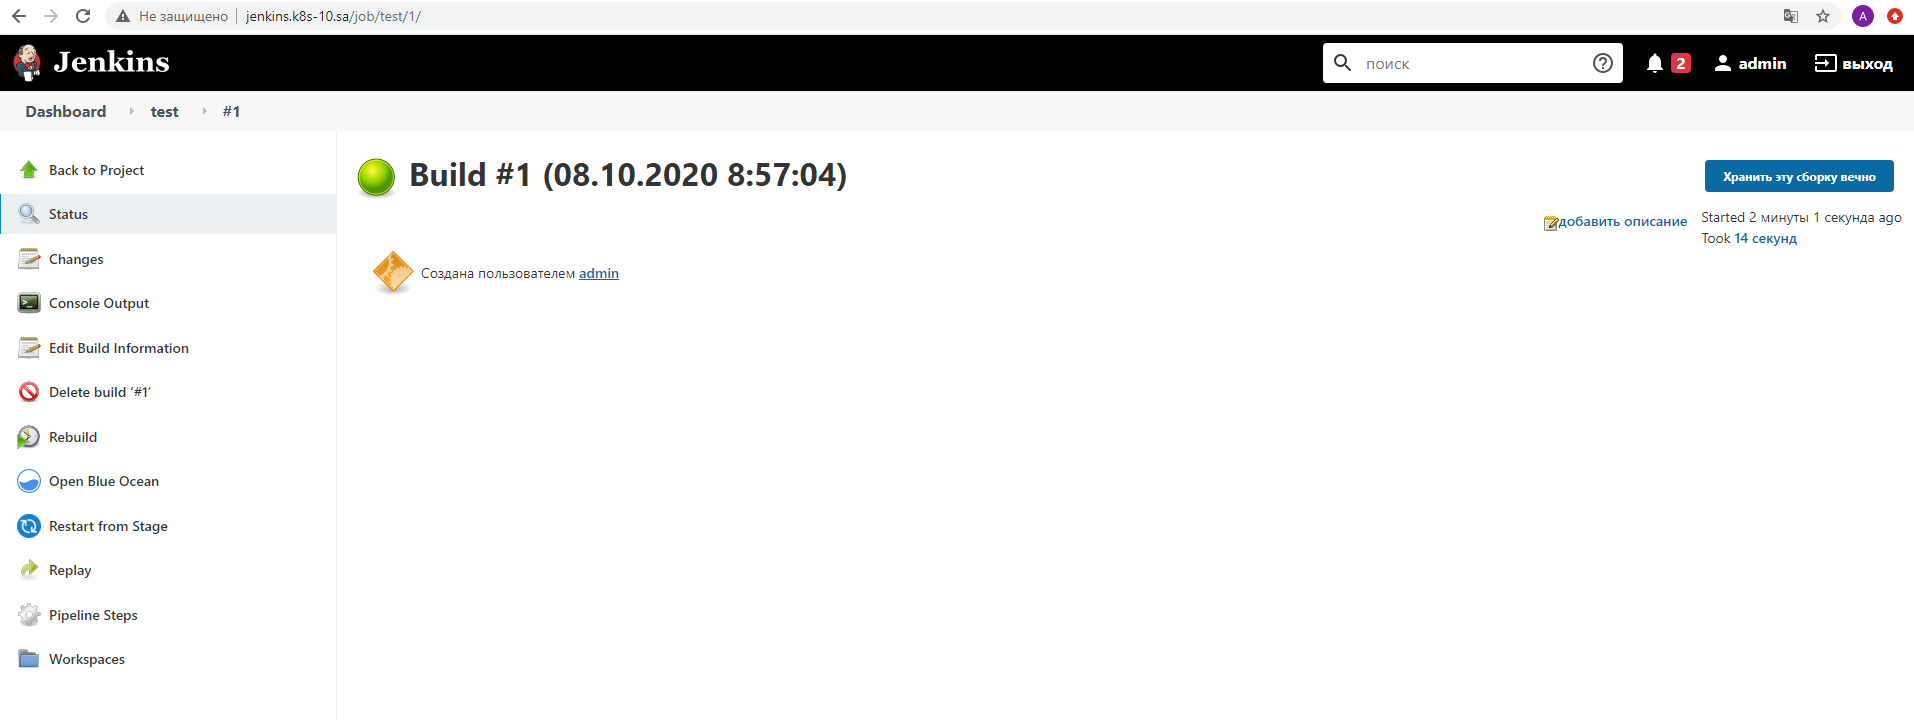 Не защищено jenkins.k8s-10.sa/job/test/1/ A
Jenkins поиск 2 admin выход
Dashboard test #1
Back to Project
Status
Changes
Console Output
Edit Build Information
Delete build ‘#1’
Rebuild
Open Blue Ocean
Restart from Stage
Replay
Pipeline Steps
Workspaces
Build #1 (08.10.2020 8:57:04)
Хранить эту сборку вечно
добавить описание
Started 2 минуты 1 секунда ago
Took 14 секунд
Создана пользователем admin